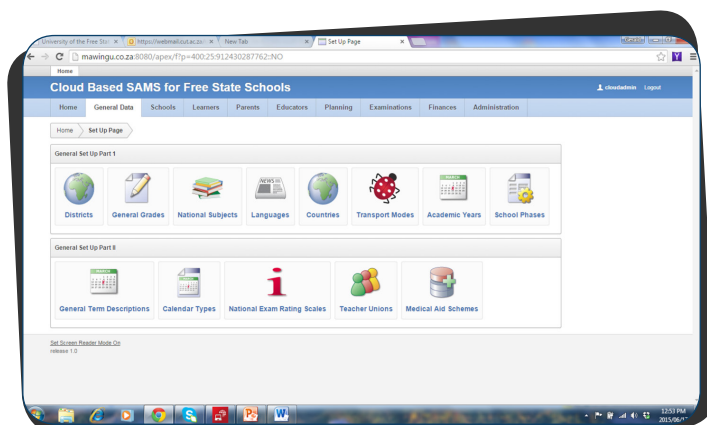 University of the Free Sta
https://webmail.cut.ac.za
New Tab
Set Up Page
mawingu.co.za:8080/apex/f?p=400:25:912430287762::NO
Home
Cloud Based SAMS for Free State Schools
cloudadmin Logout
Home General Data Schools Learners Parents Educators Planning Examinations Finances Administration
Home Set Up Page
General Set Up Part 1
NEWS
MARCH
Districts General Grades National Subjects Languages Countries Transport Modes Academic Years School Phases
General Set Up Part II
MARCH
General Term Descriptions Calendar Types National Exam Rating Scales Teacher Unions Medical Aid Schemes
Set Screen Reader Mode On
release 1.0
12:53 PM
2015/06/